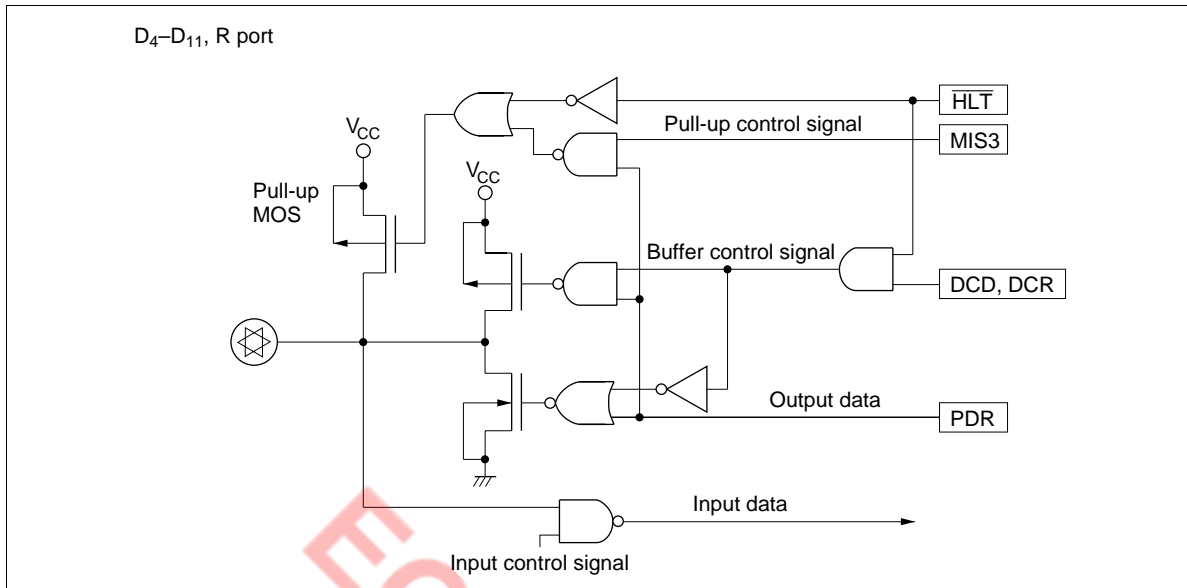 D4–D11, R port
HLT
Pull-up control signal
MIS3
VCC
VCC
Pull-up
MOS
Buffer control signal
DCD, DCR
Output data
PDR
Input data
Input control signal